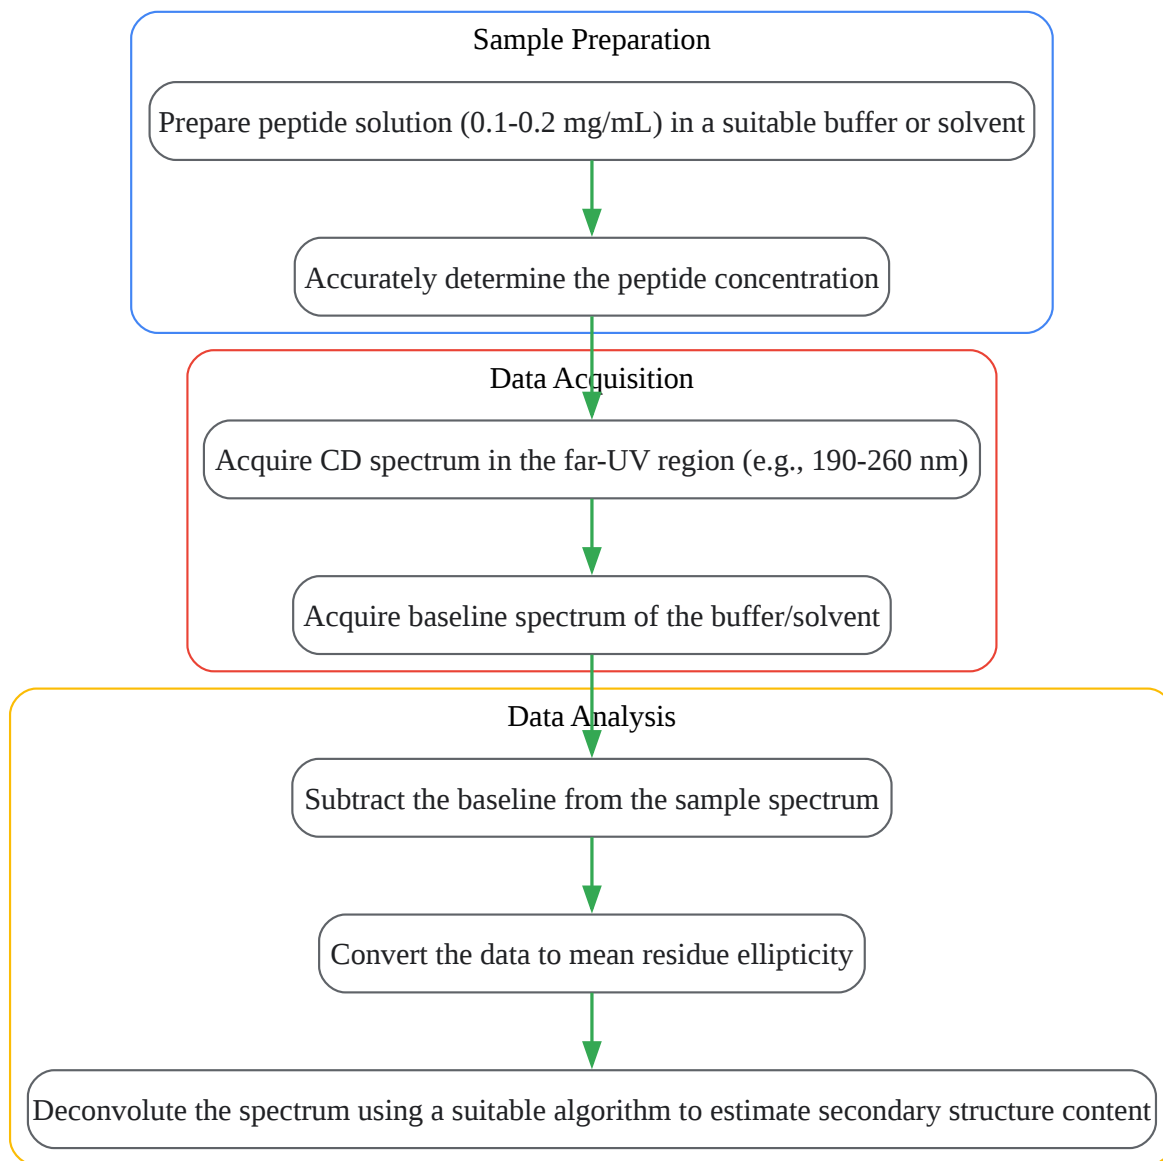 Sample Preparation
Prepare peptide solution (0.1-0.2 mg/mL) in a suitable buffer or solvent
Accurately determine the peptide concentration
Data Acquisition
Acquire CD spectrum in the far-UV region (e.g., 190-260 nm)
Acquire baseline spectrum of the buffer/solvent
Data Analysis
Subtract the baseline from the sample spectrum
Convert the data to mean residue ellipticity
Deconvolute the spectrum using a suitable algorithm to estimate secondary structure content